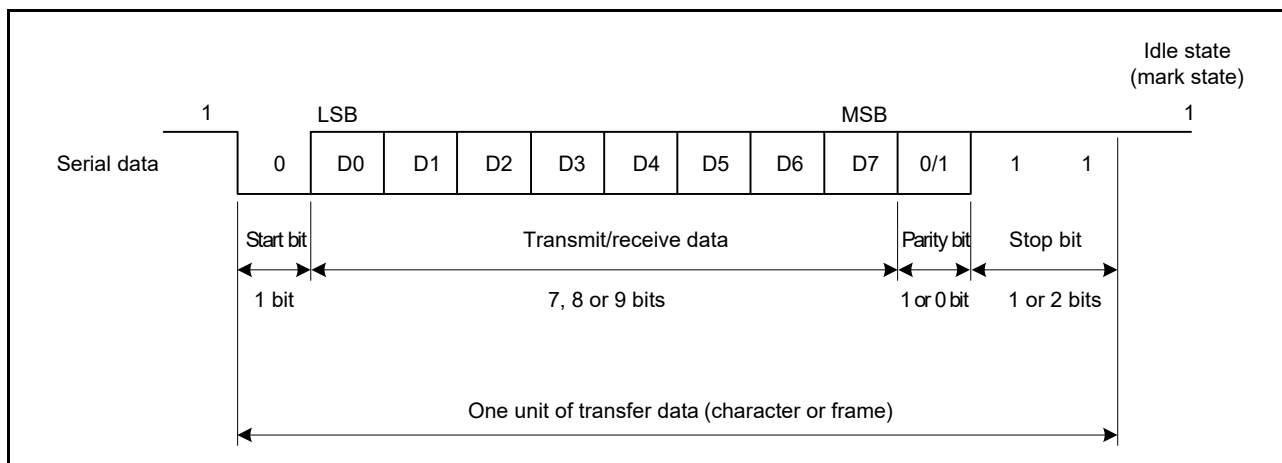 Idle state
(mark state)
1 LSB MSB 1
Serial data 0 D0 D1 D2 D3 D4 D5 D6 D7 0/1 1 1
Start bit Transmit/receive data Parity bit Stop bit
1 bit 7, 8 or 9 bits 1 or 0 bit 1 or 2 bits
One unit of transfer data (character or frame)